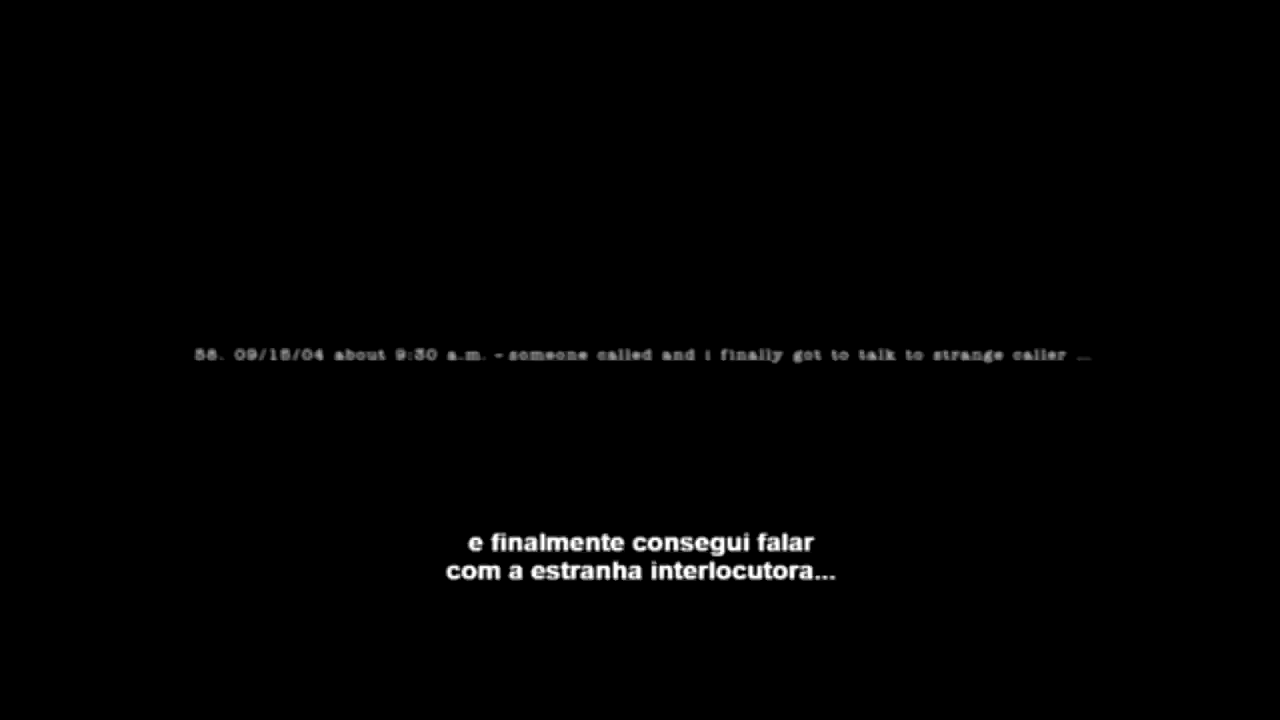 09/15/04 about 9:30 a.m. - someone called and i finally got to talk to strange caller ...
e finalmente consegui falar
com a estranha interlocutora...